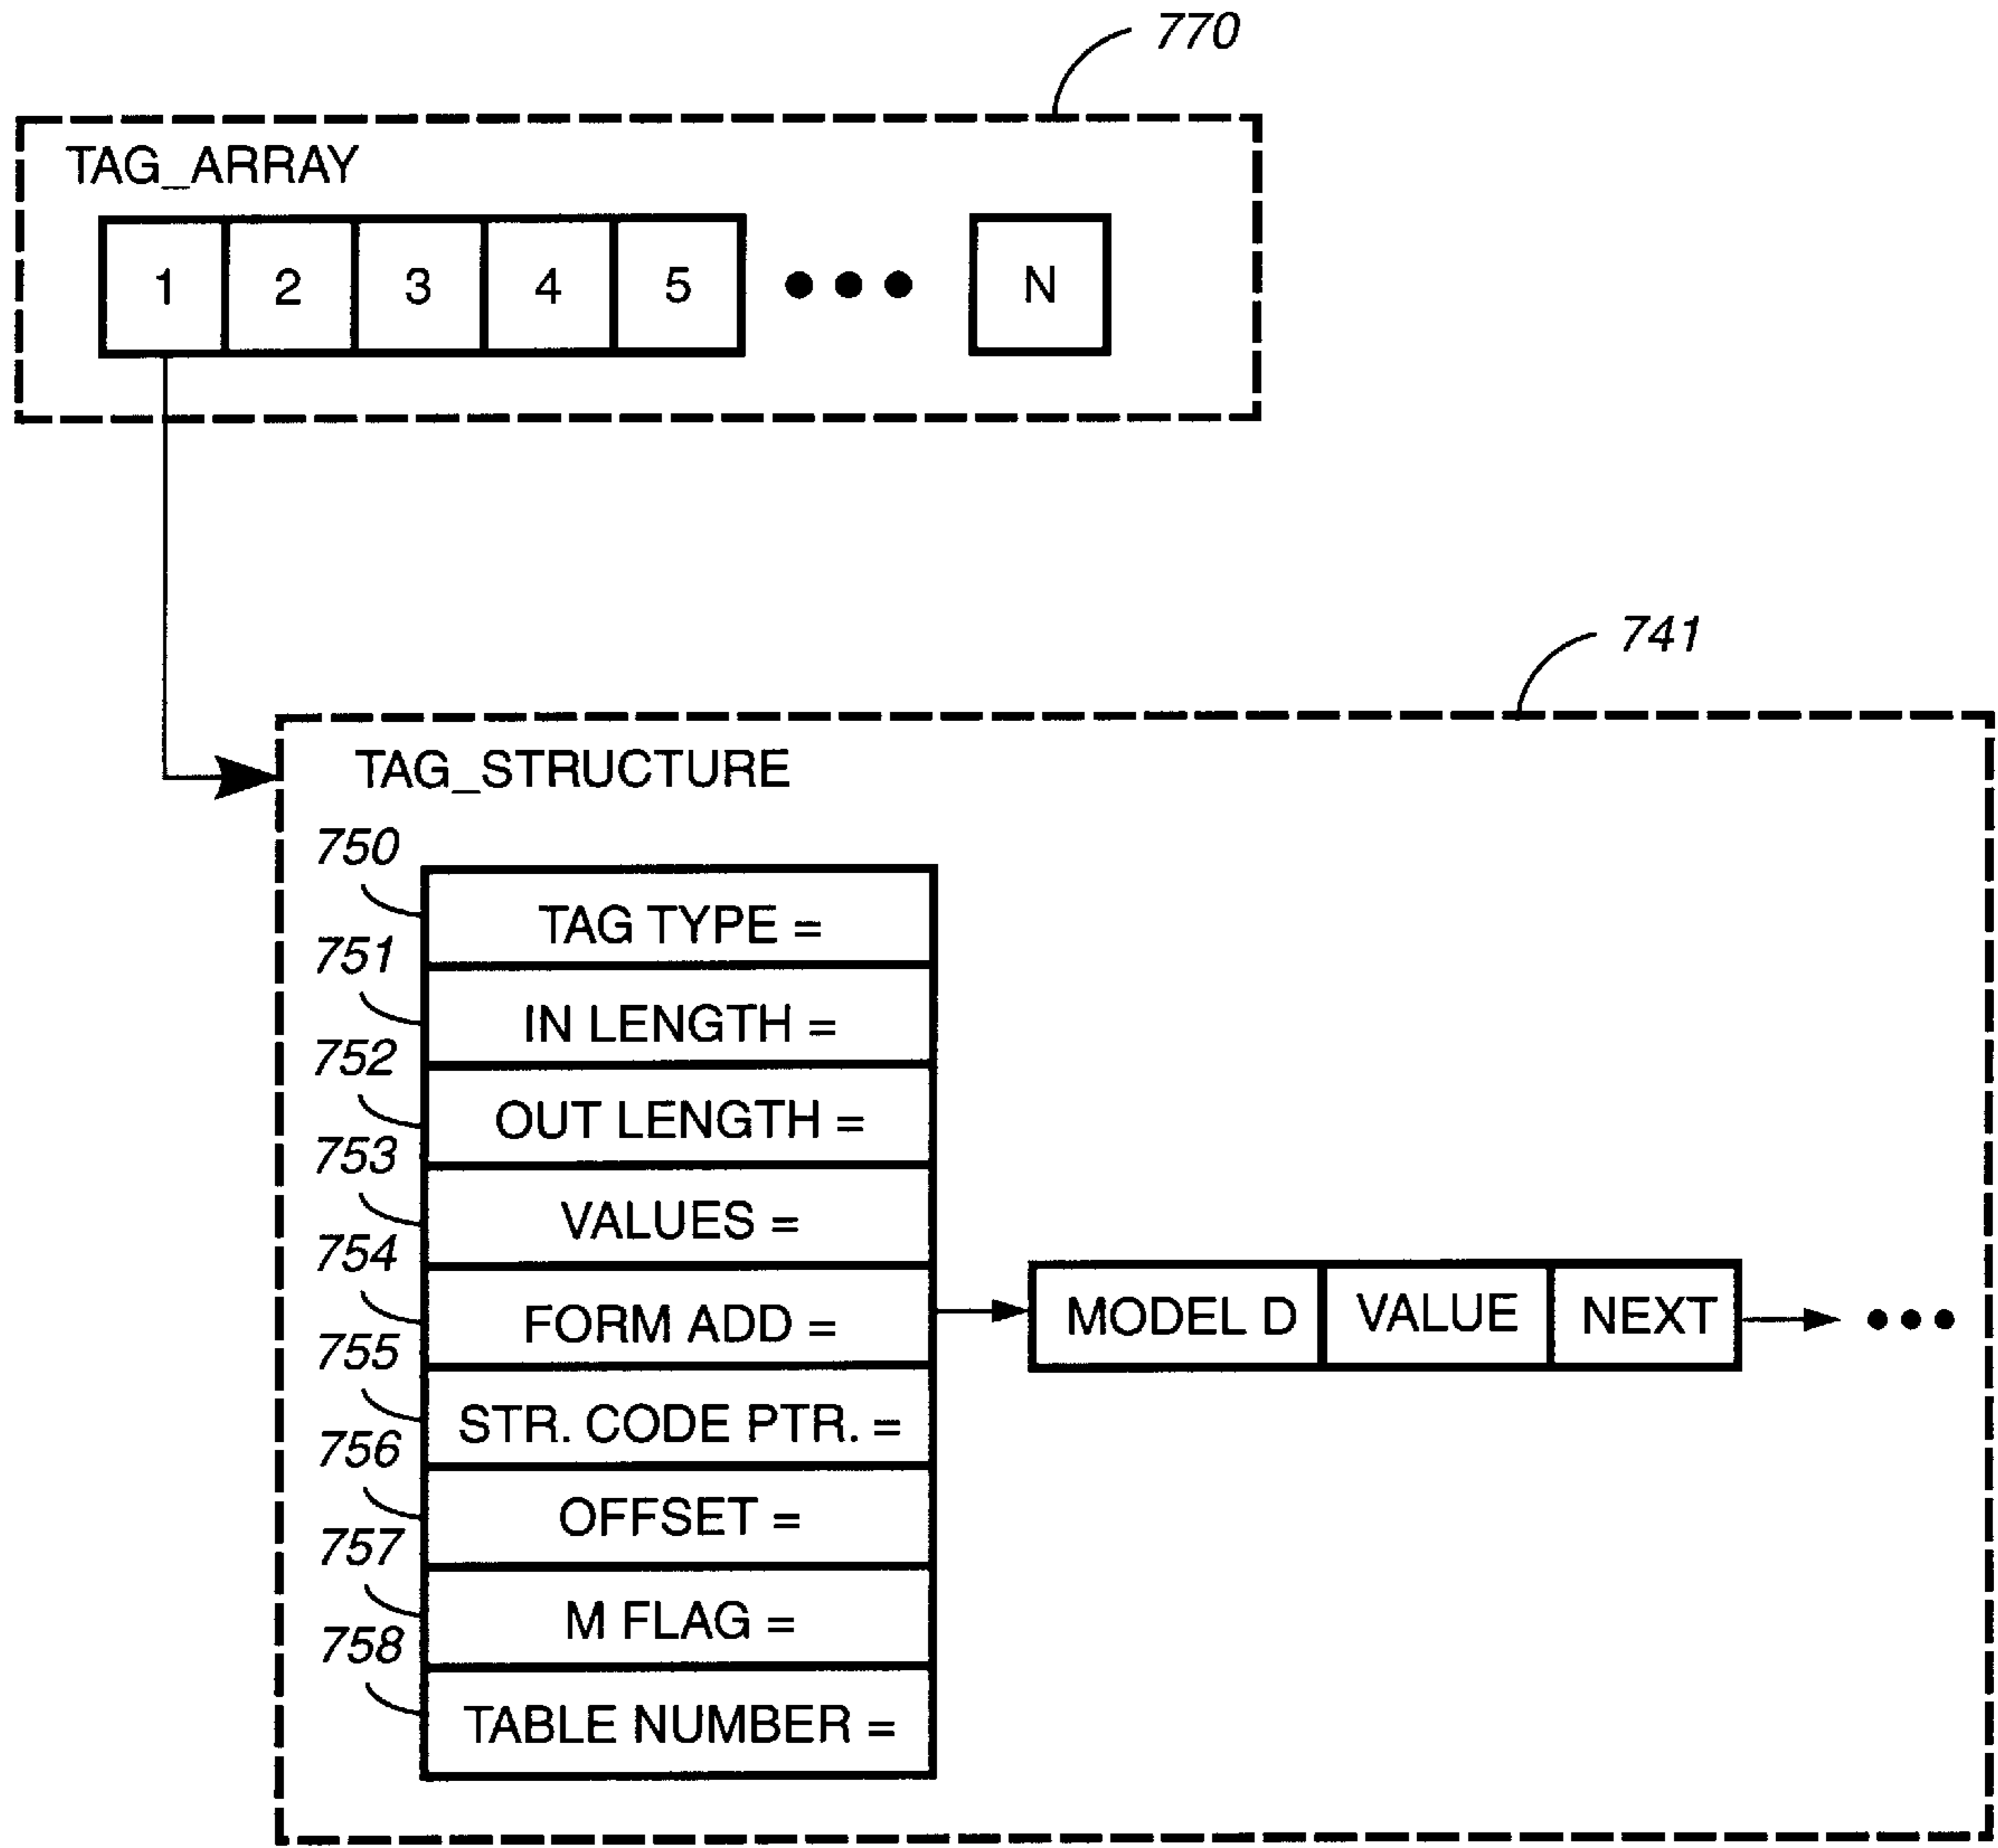 770
TAG_ARRAY
1 2 3 4 5 ●●● N
741
TAG_STRUCTURE
750
TAG TYPE =
751
IN LENGTH =
752
OUT LENGTH =
753
VALUES =
754
FORM ADD =
MODEL D VALUE NEXT ●●●
755
STR. CODE PTR. =
756
OFFSET =
757
M FLAG =
758
TABLE NUMBER =